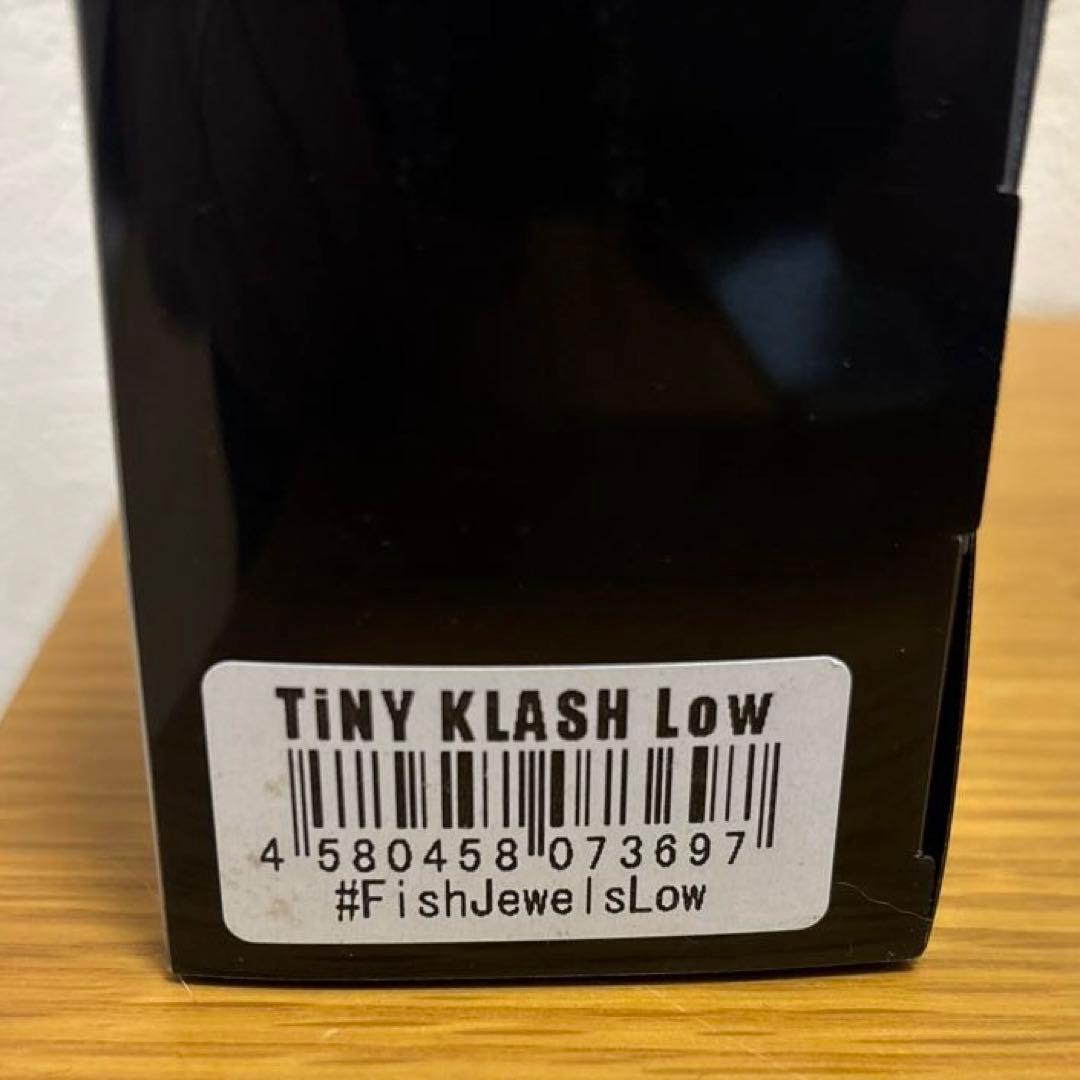 TiNY KLASH Low
4 580458 073697
#FishJewelsLow